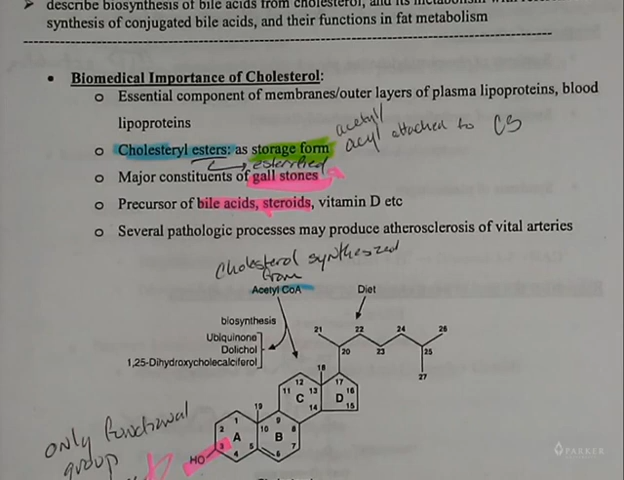 describe biosynthesis of bile acids from cholesterol, and its metabolism with
synthesis of conjugated bile acids, and their functions in fat metabolism
Biomedical Importance of Cholesterol:
Essential component of membranes/outer layers of plasma lipoproteins, blood
lipoproteins
acetyl/
acyl attached to C3
Cholesteryl esters: as storage form
esterified
Major constituents of gall stones
Precursor of bile acids, steroids, vitamin D etc
Several pathologic processes may produce atherosclerosis of vital arteries
Cholesterol synthesized
from
Acetyl CoA Diet
biosynthesis
Ubiquinone
Dolichol
1,25-Dihydroxycholecalciferol
21 22 24 26
20 23 25
27
18
12 17
11 13 16
C D
14 15
19
1 9
2 10 8
A B
3 5 7
4 6
HO
only functional
group
PARKER